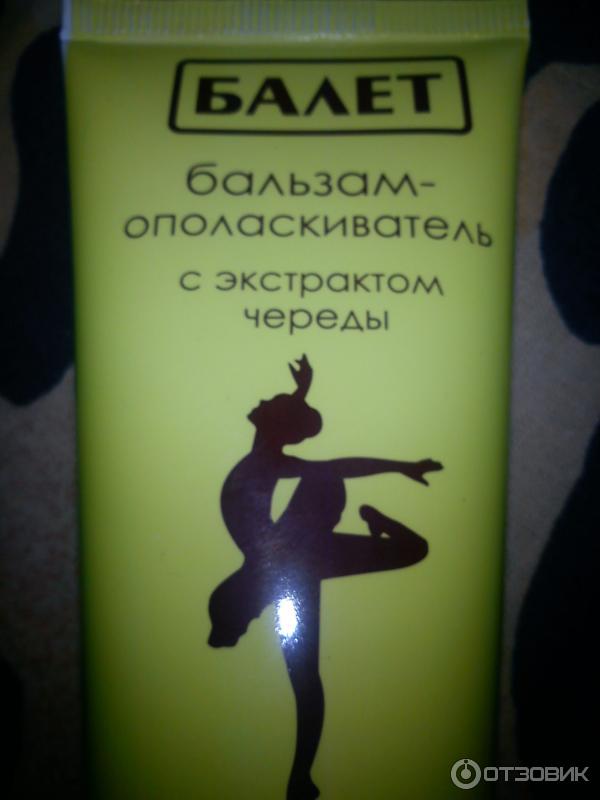 БАЛЕТ
бальзам-
ополаскиватель
с экстрактом
череды
ОТЗОВИК